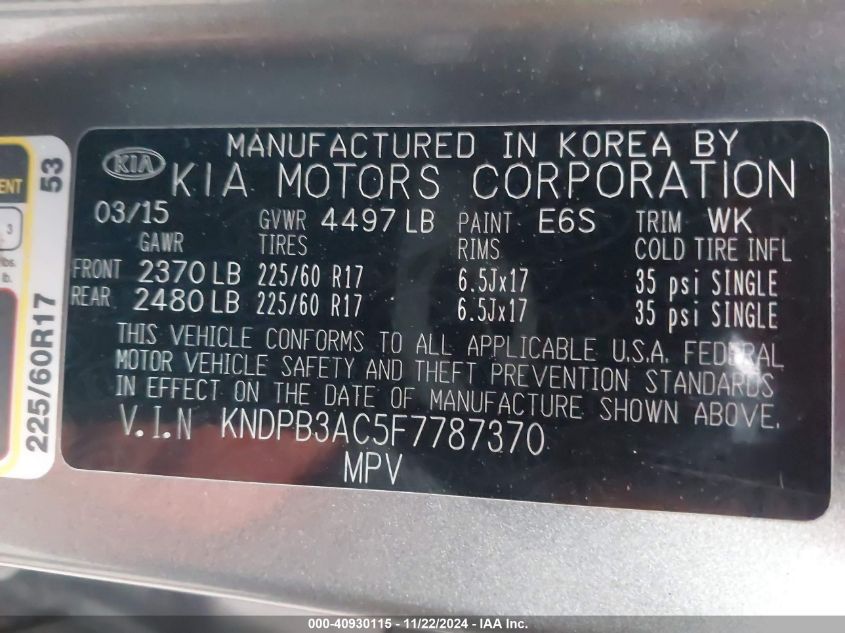 MANUFACTURED IN KOREA BY
KIA KIA MOTORS CORPORATION
03/15 GVWR 4497 LB PAINT E6S TRIM WK
GAWR TIRES RIMS COLD TIRE INFL
FRONT 2370 LB 225/60 R17 6.5Jx17 35 psi SINGLE
REAR 2480 LB 225/60 R17 6.5Jx17 35 psi SINGLE
THIS VEHICLE CONFORMS TO ALL APPLICABLE U.S.A. FEDERAL
MOTOR VEHICLE SAFETY AND THEFT PREVENTION STANDARDS
IN EFFECT ON THE DATE OF MANUFACTURE SHOWN ABOVE.
V.I.N KNDPB3AC5F7787370
MPV
225/60R17 53
000-40930115 - 11/22/2024 - IAA Inc.